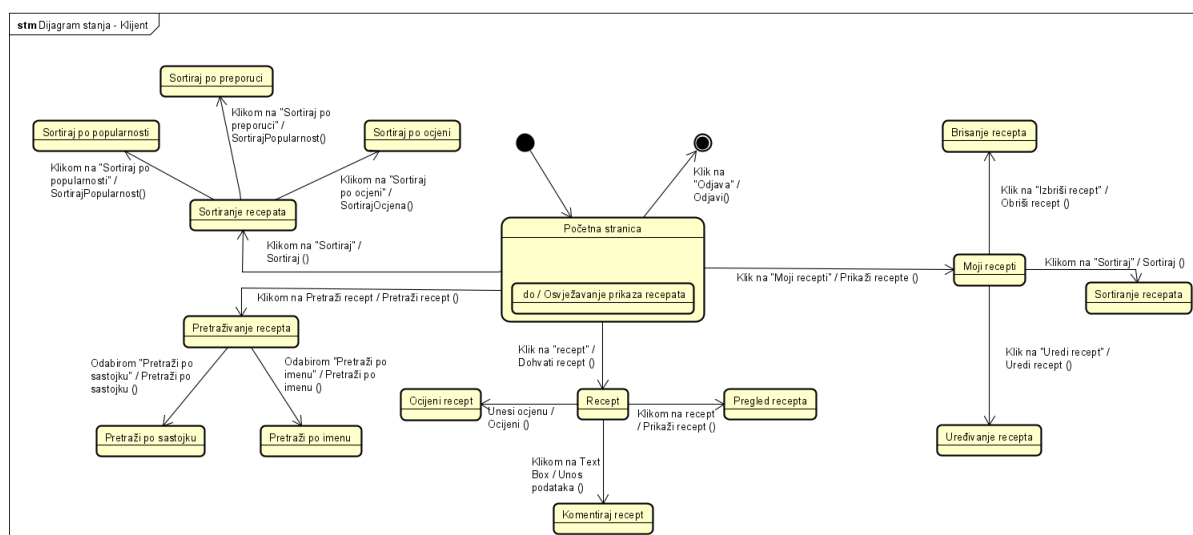 stm Dijagram stanja - Klijent
Sortiraj po preporuci
Klikom na "Sortiraj po
preporuci" /
SortirajPopularnost()
Sortiraj po popularnosti
Sortiraj po ocjeni
Klikom na "Sortiraj po
popularnosti" /
SortirajPopularnost()
Klikom na "Sortiraj
po ocjeni" /
SortirajOcjena()
Sortiranje recepata
Klikom na "Sortiraj" /
Sortiraj ()
Klik na
"Odjava" /
Odjavi()
Početna stranica
do / Osvježavanje prikaza recepata
Brisanje recepta
Klik na "Izbriši recept" /
Obriši recept ()
Klik na "Moji recepti" / Prikaži recepte ()
Moji recepti
Klikom na "Sortiraj" / Sortiraj ()
Sortiranje recepata
Klik na "Uredi recept" /
Uredi recept ()
Uređivanje recepta
Klikom na Pretraži recept / Pretraži recept ()
Pretraživanje recepta
Odabirom "Pretraži po
sastojku" / Pretraži po
sastojku ()
Odabirom "Pretraži po
imenu" / Pretraži po
imenu ()
Pretraži po sastojku
Pretraži po imenu
Klik na "recept" /
Dohvati recept ()
Ocijeni recept
Unesi ocjenu /
Ocijeni ()
Recept
Klikom na recept
/ Prikaži recept ()
Pregled recepta
Klikom na Text
Box / Unos
podataka ()
Komentiraj recept